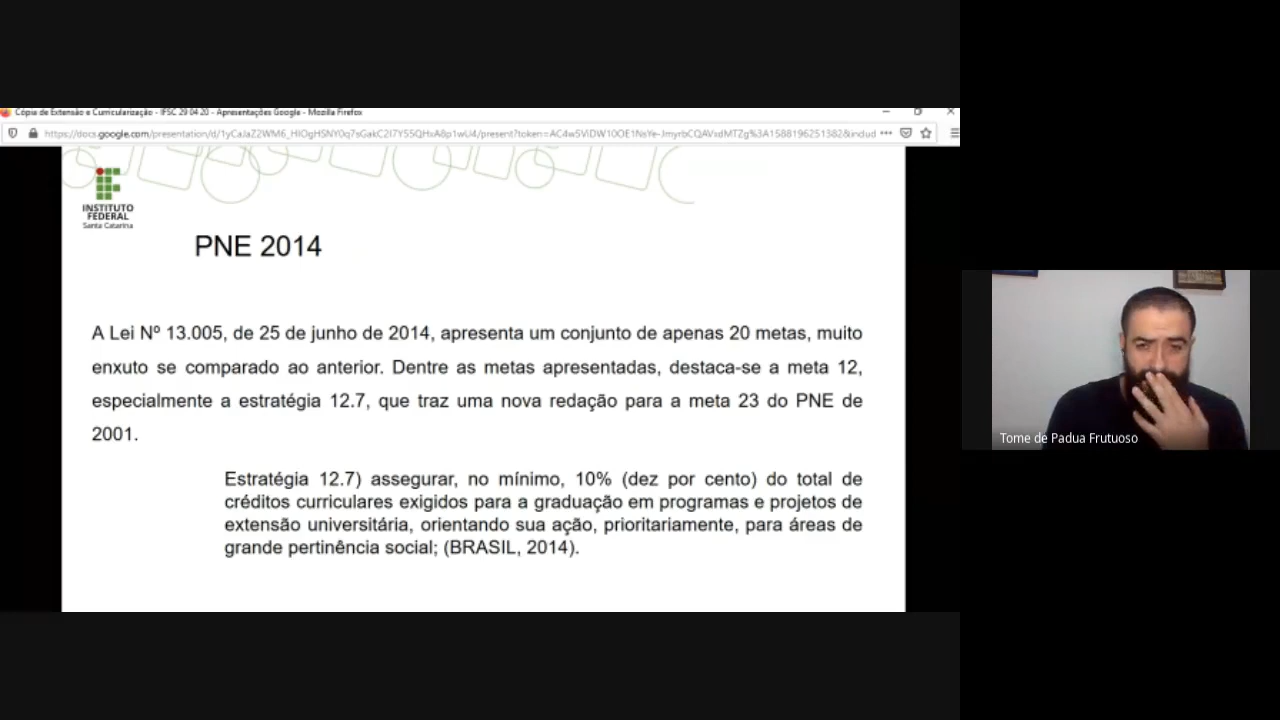 Cópia de Extensão e Curricularização - IFSC 29 04 20 - Apresentações Google - Mozilla Firefox
INSTITUTO
FEDERAL
Santa Catarina
PNE 2014
A Lei Nº 13.005, de 25 de junho de 2014, apresenta um conjunto de apenas 20 metas, muito
enxuto se comparado ao anterior. Dentre as metas apresentadas, destaca-se a meta 12,
especialmente a estratégia 12.7, que traz uma nova redação para a meta 23 do PNE de
2001.
Estratégia 12.7) assegurar, no mínimo, 10% (dez por cento) do total de
créditos curriculares exigidos para a graduação em programas e projetos de
extensão universitária, orientando sua ação, prioritariamente, para áreas de
grande pertinência social; (BRASIL, 2014).
Tome de Padua Frutuoso